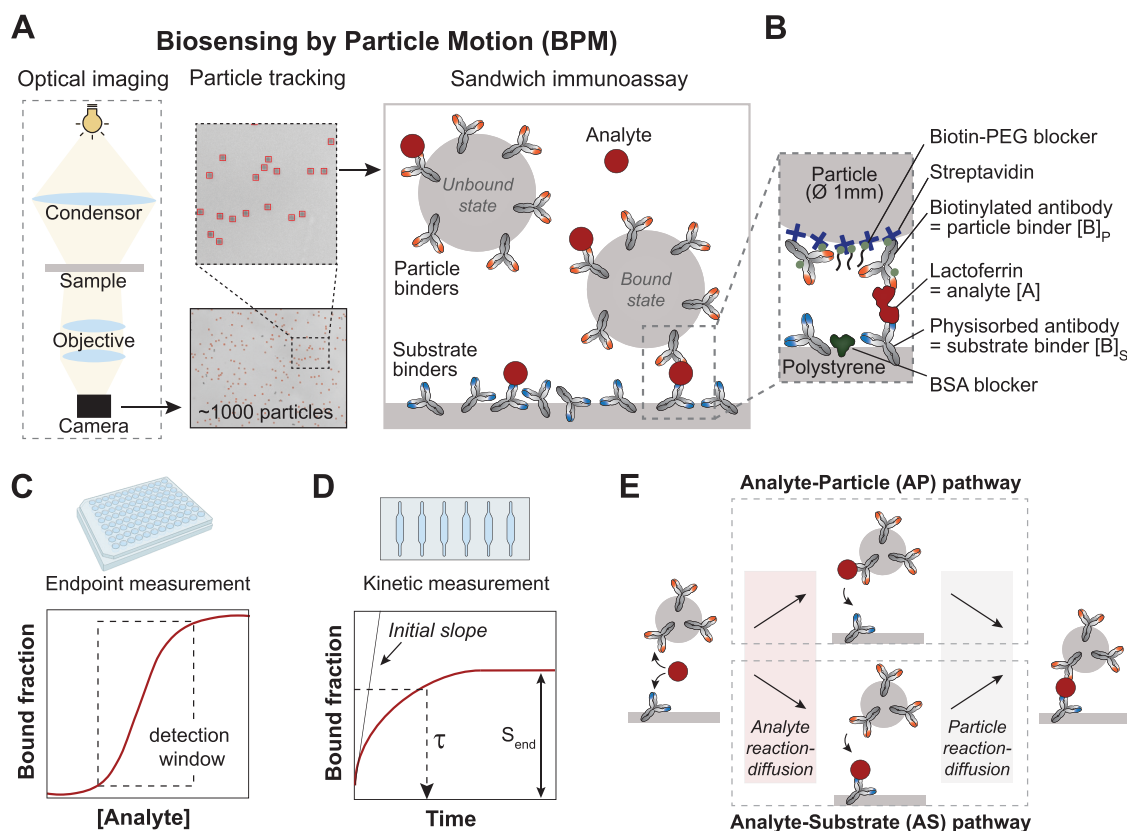 A
Biosensing by Particle Motion (BPM)
Optical imaging
Particle tracking
Sandwich immunoassay
Condensor
Sample
Objective
Camera
~1000 particles
Unbound
state
Analyte
Particle
binders
Bound
state
Substrate
binders
B
Particle
(Ø 1mm)
Polystyrene
Biotin-PEG blocker
Streptavidin
Biotinylated antibody
= particle binder [B]P
Lactoferrin
= analyte [A]
Physisorbed antibody
= substrate binder [B]S
BSA blocker
C
Endpoint measurement
Bound fraction
detection
window
[Analyte]
D
Kinetic measurement
Bound fraction
Initial slope
τ
Send
Time
E
Analyte-Particle (AP) pathway
Analyte
reaction-
diffusion
Particle
reaction-
diffusion
Analyte-Substrate (AS) pathway